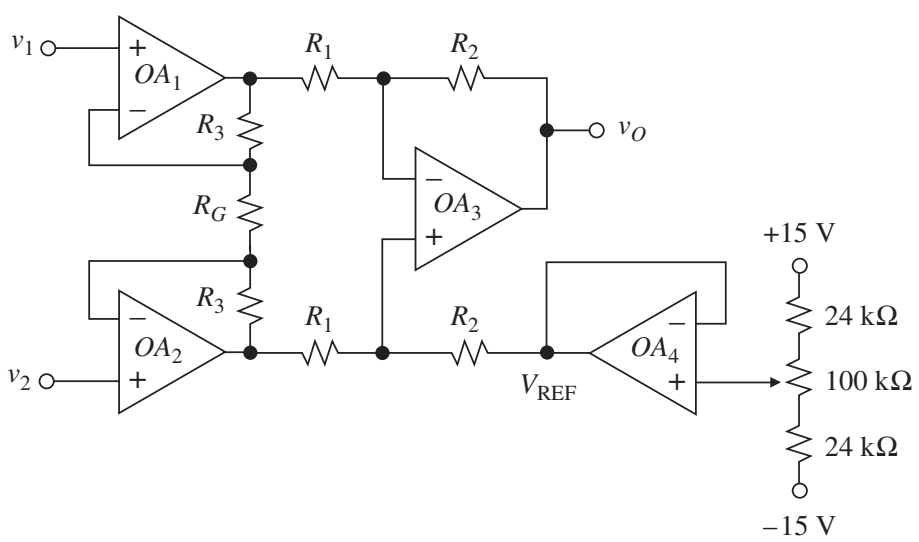 v1
+
OA1
−
R1
R2
R3
vO
−
OA3
+
RG
+15 V
R3
R1
R2
24 kΩ
−
OA2
+
−
OA4
+
v2
VREF
100 kΩ
24 kΩ
−15 V